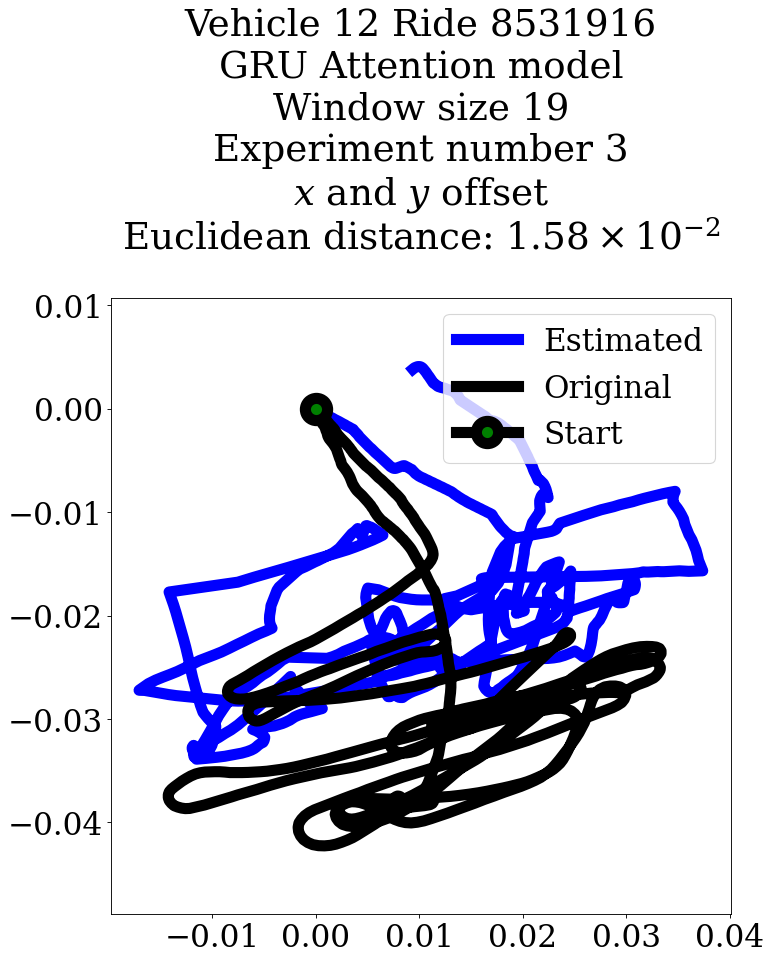 Vehicle 12 Ride 8531916
GRU Attention model
Window size 19
Experiment number 3
x and y offset
Euclidean distance: 1.58 × 10⁻²
0.01
0.00
−0.01
−0.02
−0.03
−0.04
Estimated
Original
Start
−0.01 0.00 0.01 0.02 0.03 0.04